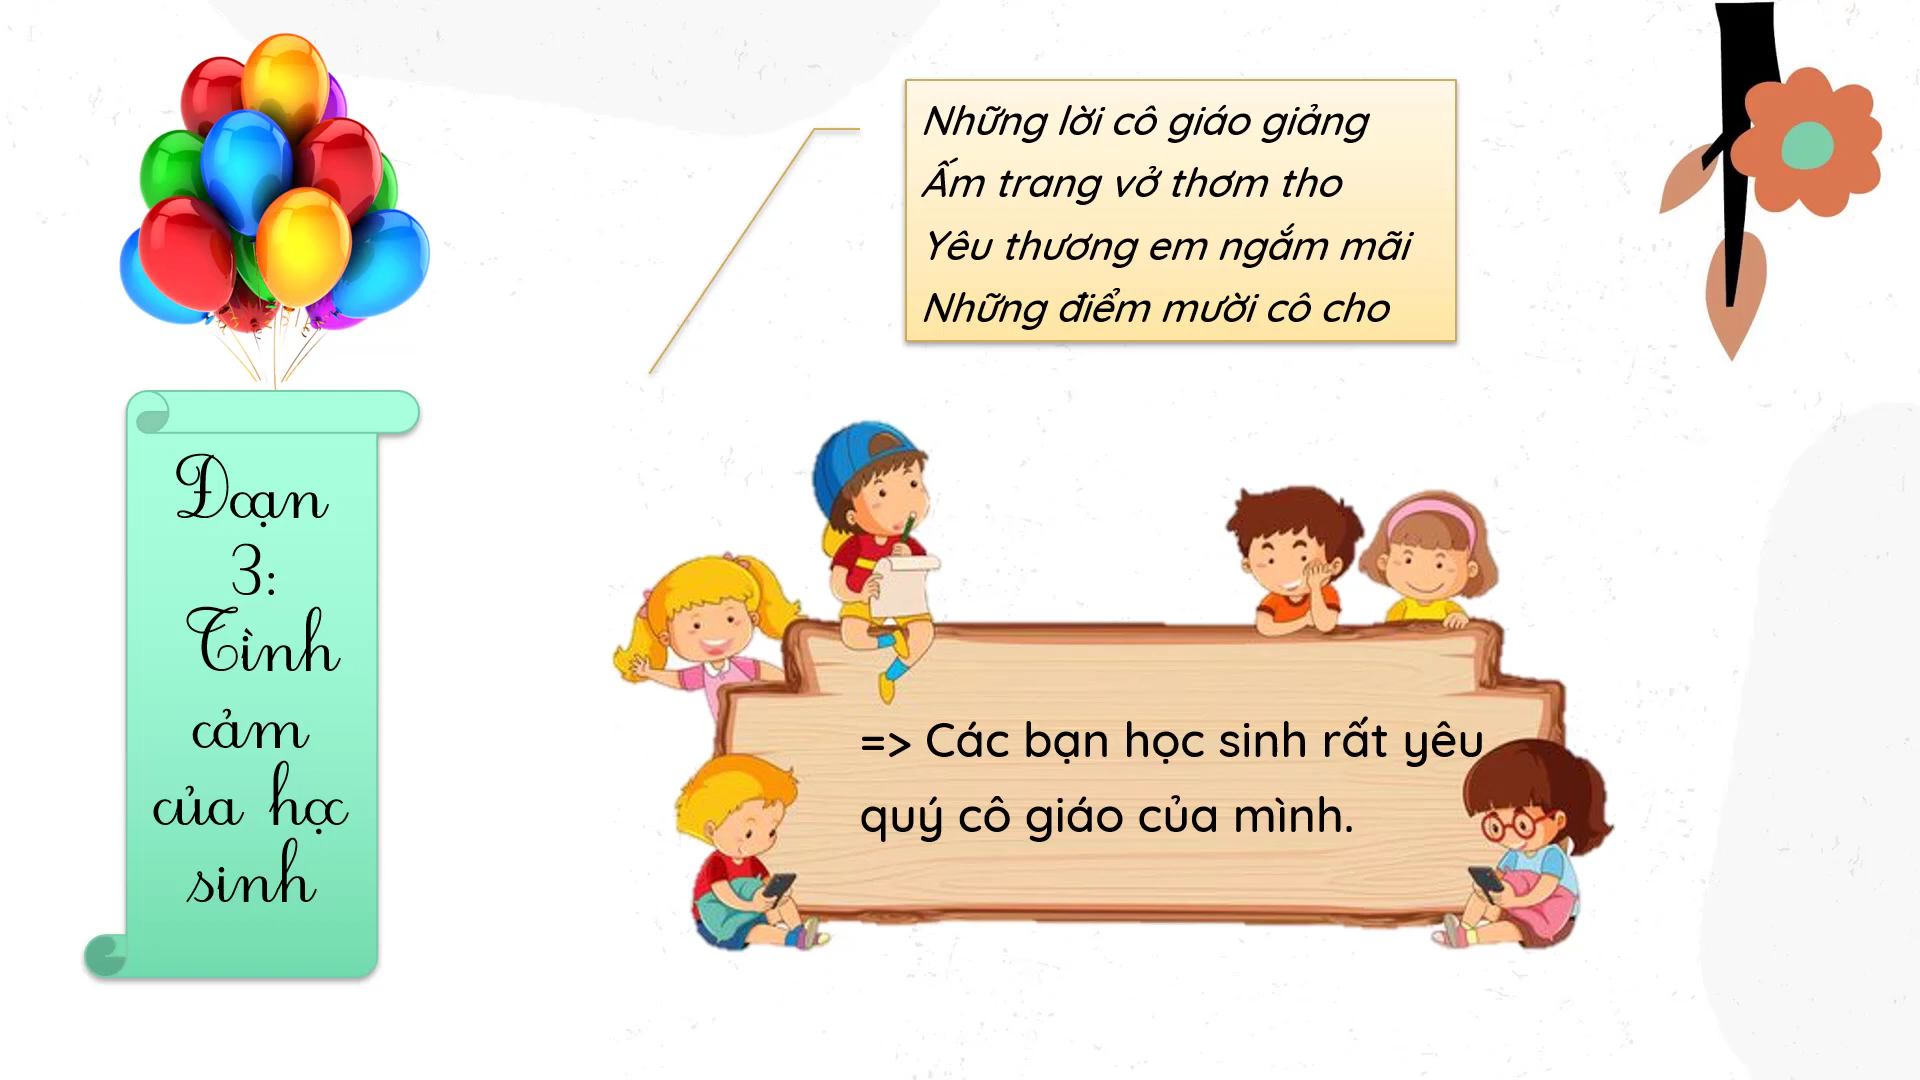 Những lời cô giáo giảng
Ấm trang vở thơm tho
Yêu thương em ngắm mãi
Những điểm mười cô cho
Đoạn
3:
Tình
cảm
của học
sinh
=> Các bạn học sinh rất yêu
quý cô giáo của mình.